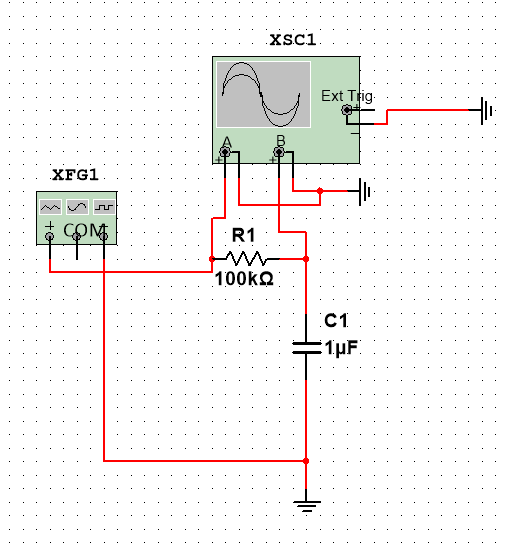 XSC1
Ext Trig
+
−
A
B
+
−
+
−
XFG1
+
COM
−
R1
100kΩ
C1
1µF